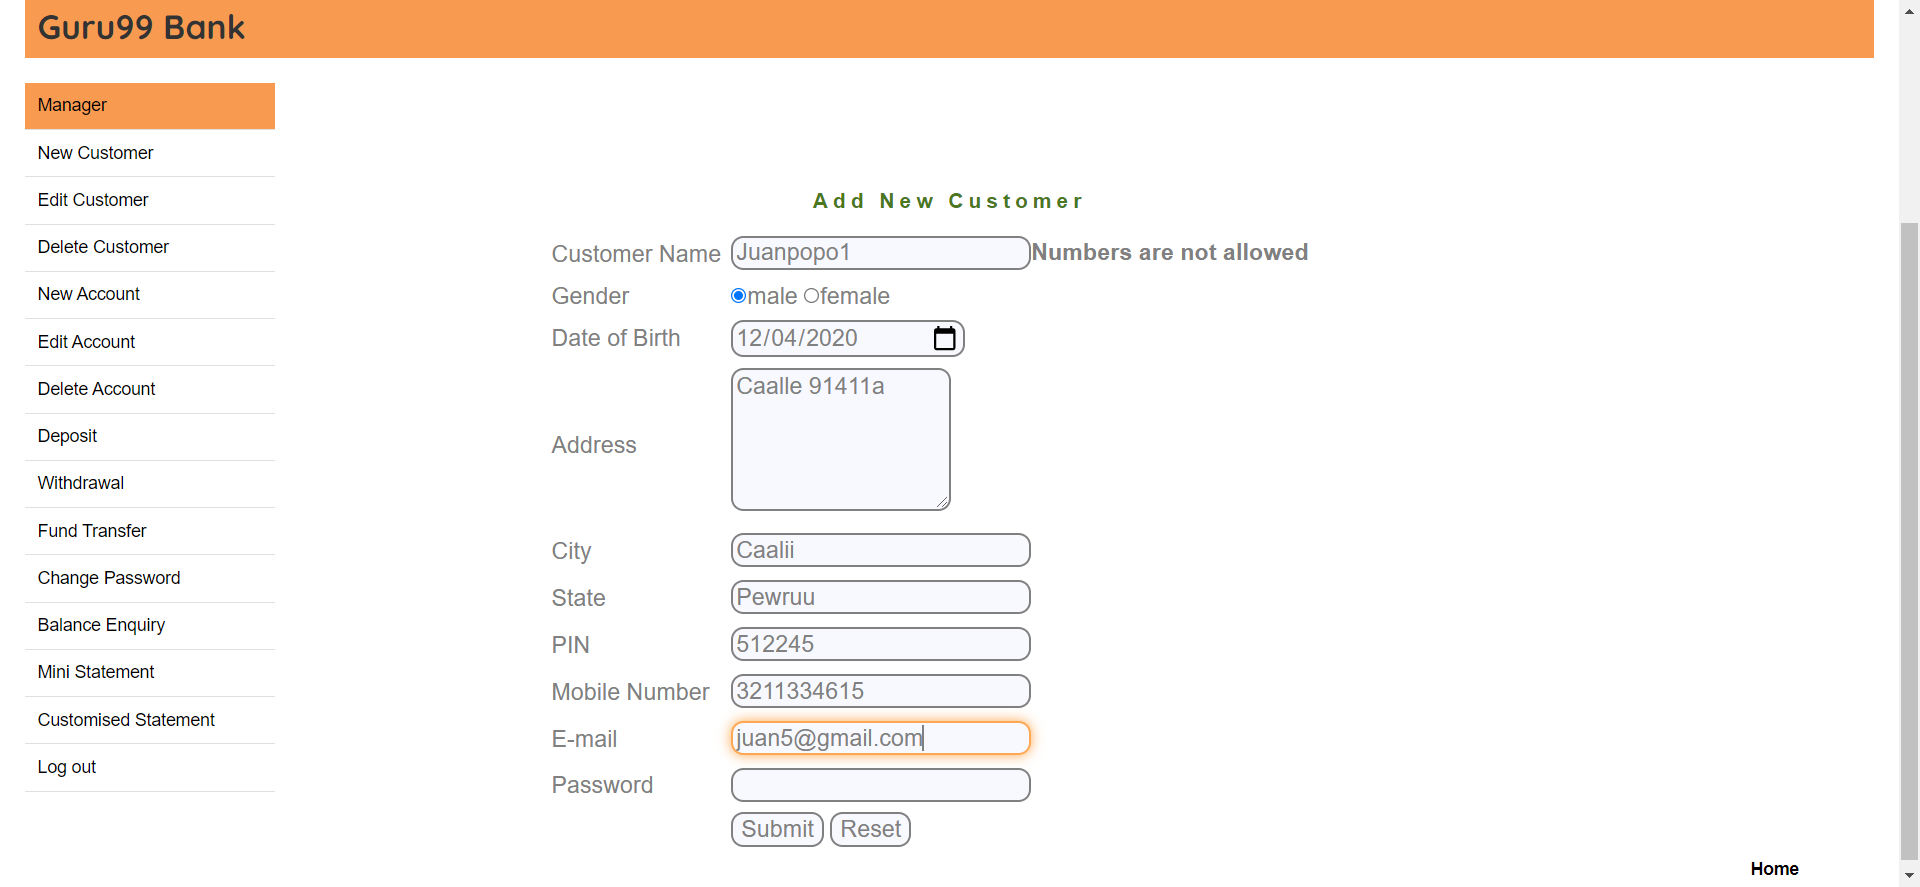 Guru99 Bank
Manager
New Customer
Edit Customer
Delete Customer
New Account
Edit Account
Delete Account
Deposit
Withdrawal
Fund Transfer
Change Password
Balance Enquiry
Mini Statement
Customised Statement
Log out
Add New Customer
Customer Name Juanpopo1 Numbers are not allowed
Gender male female
Date of Birth 12/04/2020
Address Caalle 91411a
City Caalii
State Pewruu
PIN 512245
Mobile Number 3211334615
E-mail juan5@gmail.com
Password
Submit Reset
Home